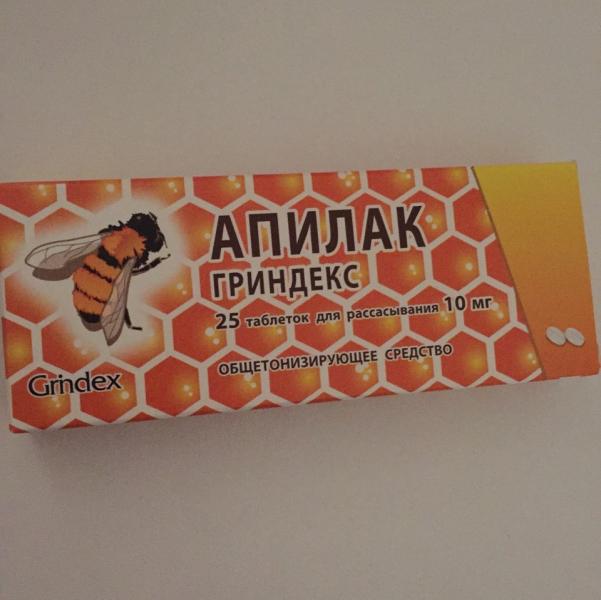 АПИЛАК
ГРИНДЕКС
25 таблеток для рассасывания 10 мг
ОБЩЕТОНИЗИРУЮЩЕЕ СРЕДСТВО
Grindex